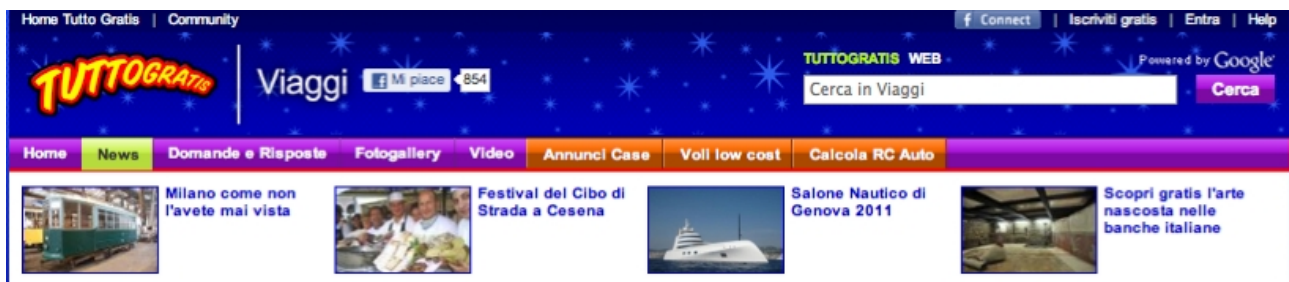 Home Tutto Gratis | Community
f Connect | Iscriviti gratis | Entra | Help
TUTTOGRATIS
Viaggi
Mi piace 854
TUTTOGRATIS WEB
Powered by Google
Cerca in Viaggi
Cerca
Home News Domande e Risposte Fotogallery Video Annunci Case Voli low cost Calcola RC Auto
Milano come non
l'avete mai vista
Festival del Cibo di
Strada a Cesena
Salone Nautico di
Genova 2011
Scopri gratis l'arte
nascosta nelle
banche italiane